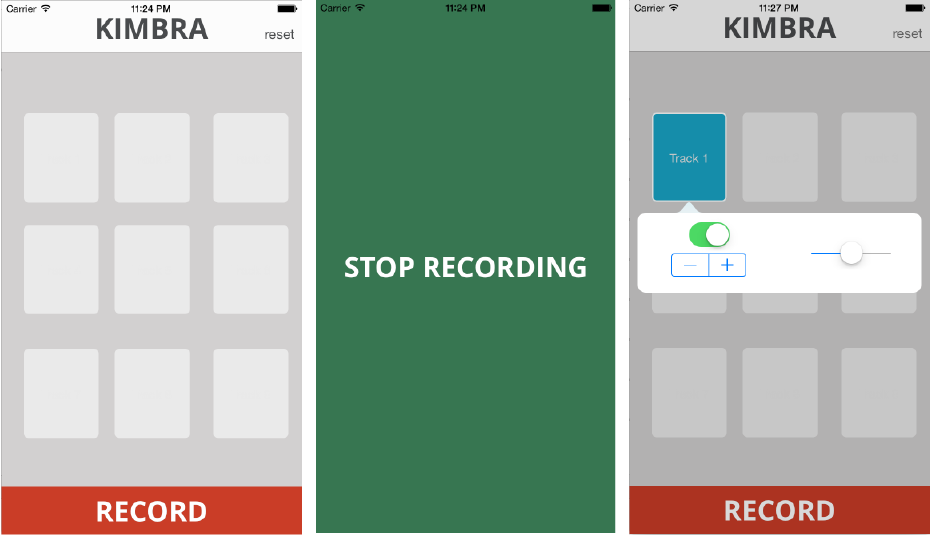 Carrier 11:24 PM
KIMBRA
reset
RECORD
Carrier 11:24 PM
STOP RECORDING
Carrier 11:27 PM
KIMBRA
reset
Track 1
RECORD